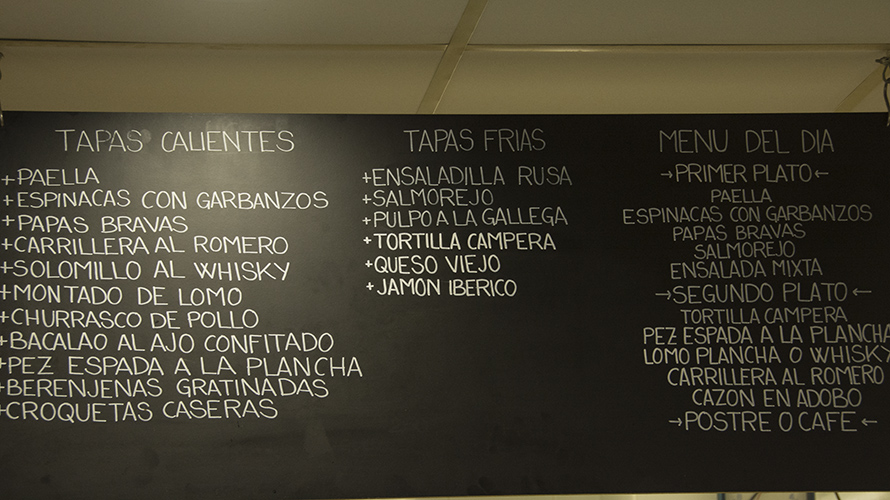 TAPAS CALIENTES
+PAELLA
+ESPINACAS CON GARBANZOS
+PAPAS BRAVAS
+CARRILLERA AL ROMERO
+SOLOMILLO AL WHISKY
+MONTADO DE LOMO
+CHURRASCO DE POLLO
+BACALAO AL AJO CONFITADO
+PEZ ESPADA A LA PLANCHA
+BERENJENAS GRATINADAS
+CROQUETAS CASERAS
TAPAS FRIAS
+ENSALADILLA RUSA
+SALMOREJO
+PULPO A LA GALLEGA
+TORTILLA CAMPERA
+QUESO VIEJO
+JAMÓN IBERICO
MENU DEL DIA
→PRIMER PLATO←
PAELLA
ESPINACAS CON GARBANZOS
PAPAS BRAVAS
SALMOREJO
ENSALADA MIXTA
→SEGUNDO PLATO←
TORTILLA CAMPERA
PEZ ESPADA A LA PLANCHA
LOMO PLANCHA O WHISKY
CARRILLERA AL ROMERO
CAZON EN ADOBO
→POSTRE O CAFE←